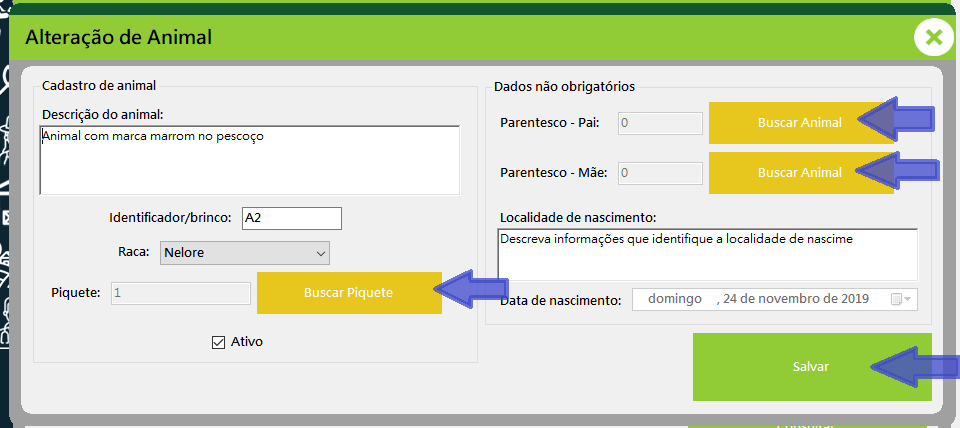 Alteração de Animal
Cadastro de animal
Descrição do animal:
Animal com marca marrom no pescoço
Identificador/brinco: A2
Raca: Nelore
Piquete: 1 Buscar Piquete
Ativo
Dados não obrigatórios
Parentesco - Pai: 0 Buscar Animal
Parentesco - Mãe: 0 Buscar Animal
Localidade de nascimento:
Descreva informações que identifique a localidade de nascime
Data de nascimento: domingo , 24 de novembro de 2019
Salvar